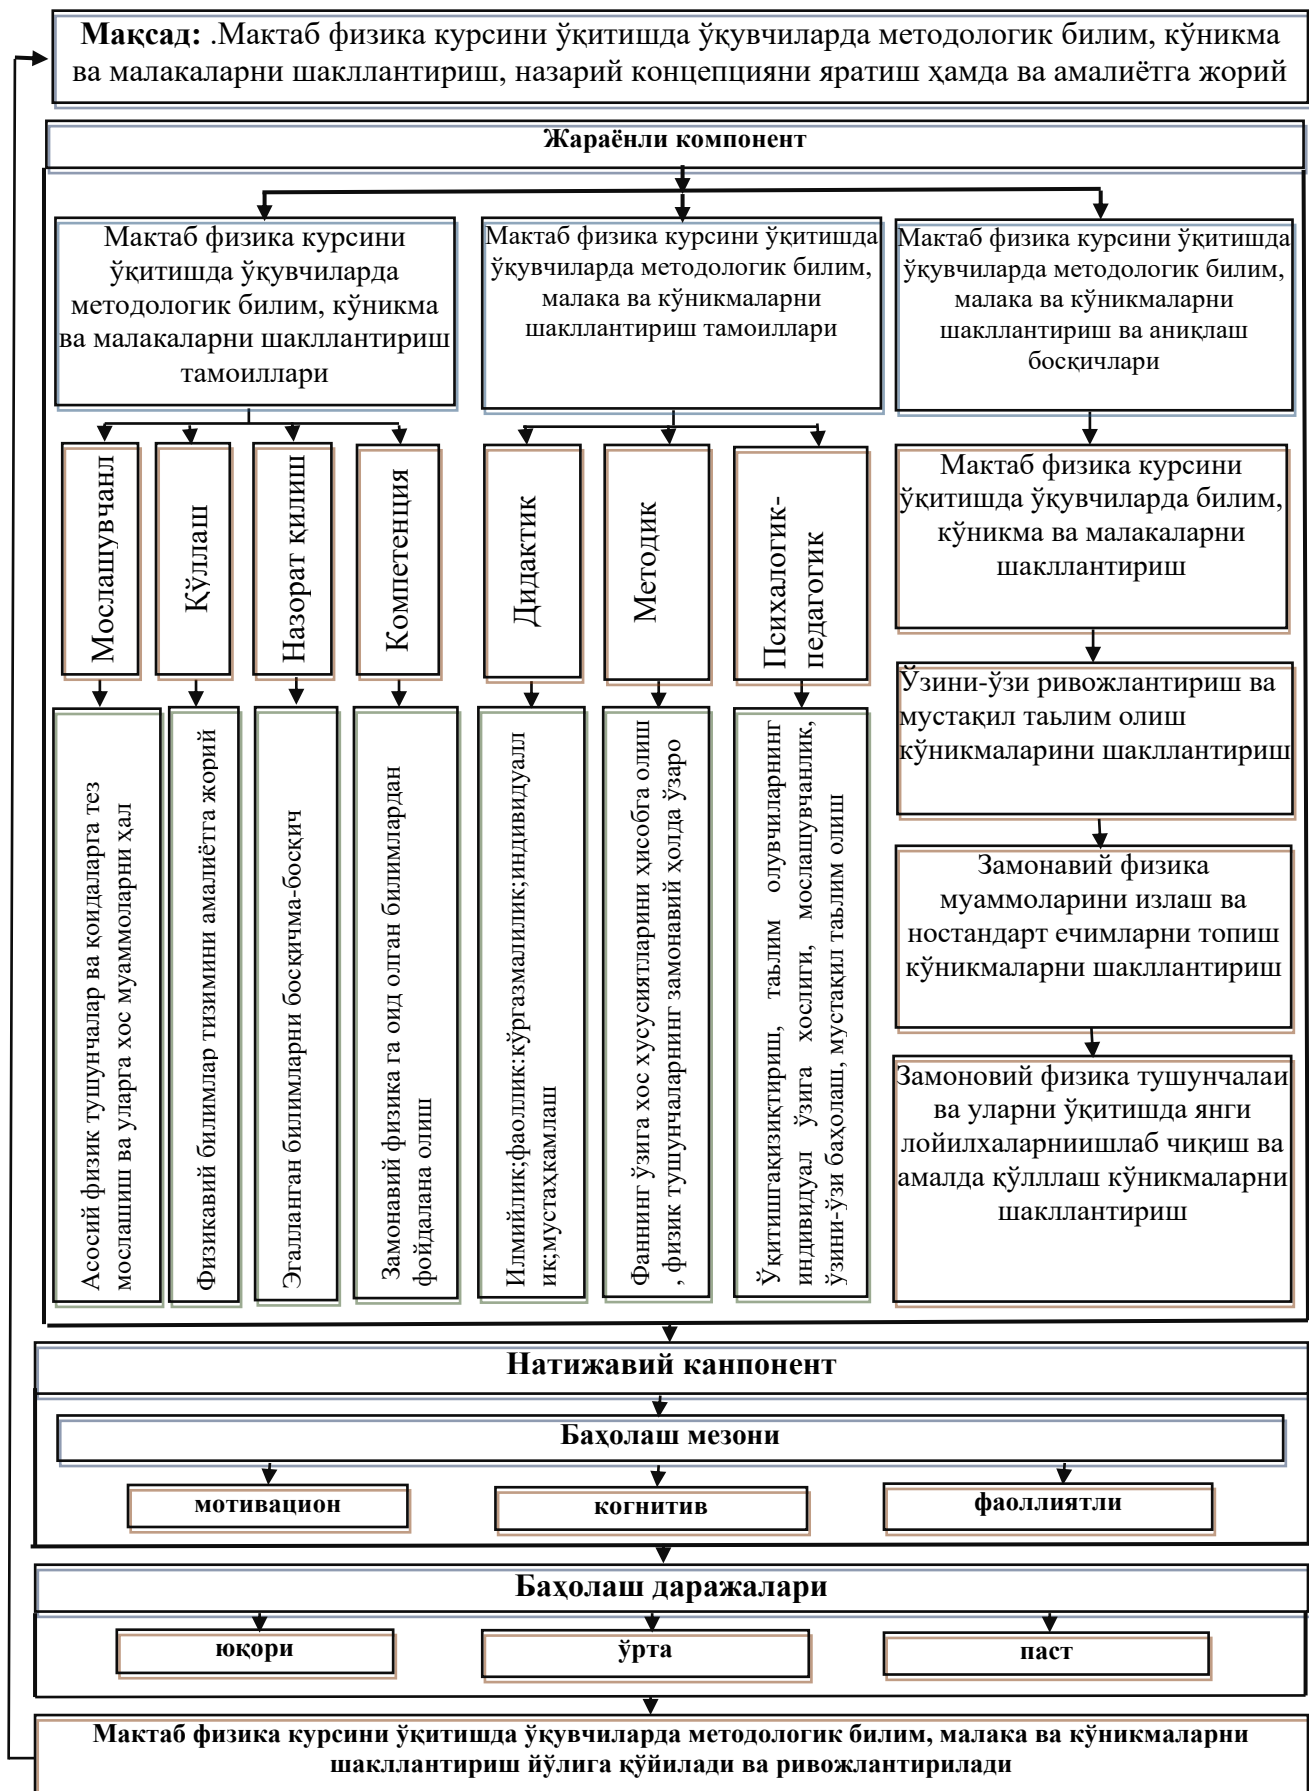 Мақсад: .Мактаб физика курсини ўқитишда ўқувчиларда методологик билим, кўникма
ва малакаларни шакллантириш, назарий концепцияни яратиш ҳамда ва амалиётга жорий
Жараёнли компонент
Мактаб физика курсини
ўқитишда ўқувчиларда
методологик билим, кўникма
ва малакаларни шакллантириш
тамоиллари
Мактаб физика курсини ўқитишда
ўқувчиларда методологик билим,
малака ва кўникмаларни
шакллантириш тамоиллари
Мактаб физика курсини ўқитишда
ўқувчиларда методологик билим,
малака ва кўникмаларни
шакллантириш ва аниқлаш
босқичлари
Мослашувчанл
Қўллаш
Назорат қилиш
Компетенция
Дидактик
Методик
Психалогик-
педагогик
Асосий физик тушунчалар ва қоидаларга тез
мослашиш ва уларга хос муаммоларни ҳал
Физикавий билимлар тизимини амалиётга жорий
Эгалланган билимларни босқичма-босқич
Замонавий физика га оид олган билимлардан
фойдалана олиш
Илмийлик;фаоллик:кўргазмалилик;индивидуалл
ик;мустаҳкамлаш
Фаннинг ўзига хос хусусиятларини ҳисобга олиш
, физик тушунчаларнинг замонавий ҳолда ўзаро
Ўқитишгақизиқтириш, таьлим олувчиларнинг
индивидуал ўзига хослиги, мослашувчанлик,
ўзини-ўзи баҳолаш, мустақил таьлим олиш
Мактаб физика курсини
ўқитишда ўқувчиларда билим,
кўникма ва малакаларни
шакллантириш
Ўзини-ўзи ривожлантириш ва
мустақил таьлим олиш
кўникмаларини шакллантириш
Замонавий физика
муаммоларини излаш ва
ностандарт ечимларни топиш
кўникмаларни шакллантириш
Замоновий физика тушунчалаи
ва уларни ўқитишда янги
лойилхаларниишлаб чиқиш ва
амалда қўлллаш кўникмаларни
шакллантириш
Натижавий канпонент
Баҳолаш мезони
мотивацион
когнитив
фаоллиятли
Баҳолаш даражалари
юқори
ўрта
паст
Мактаб физика курсини ўқитишда ўқувчиларда методологик билим, малака ва кўникмаларни
шакллантириш йўлига қўйилади ва ривожлантирилади